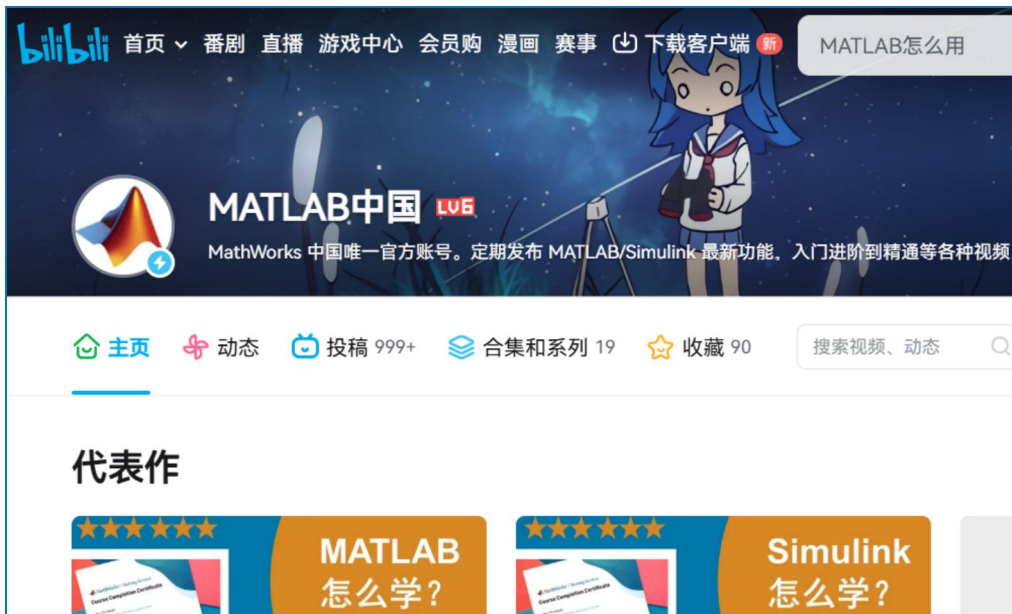 bilibili 首页 番剧 直播 游戏中心 会员购 漫画 赛事 下载客户端 新 MATLAB怎么用
MATLAB中国 LV6
MathWorks 中国唯一官方账号。定期发布 MATLAB/Simulink 最新功能，入门进阶到精通等各种视频
主页 动态 投稿 999+ 合集和系列 19 收藏 90 搜索视频、动态
代表作
MATLAB
怎么学？
Course Completion Certificate
Simulink
怎么学？
Course Completion Certificate